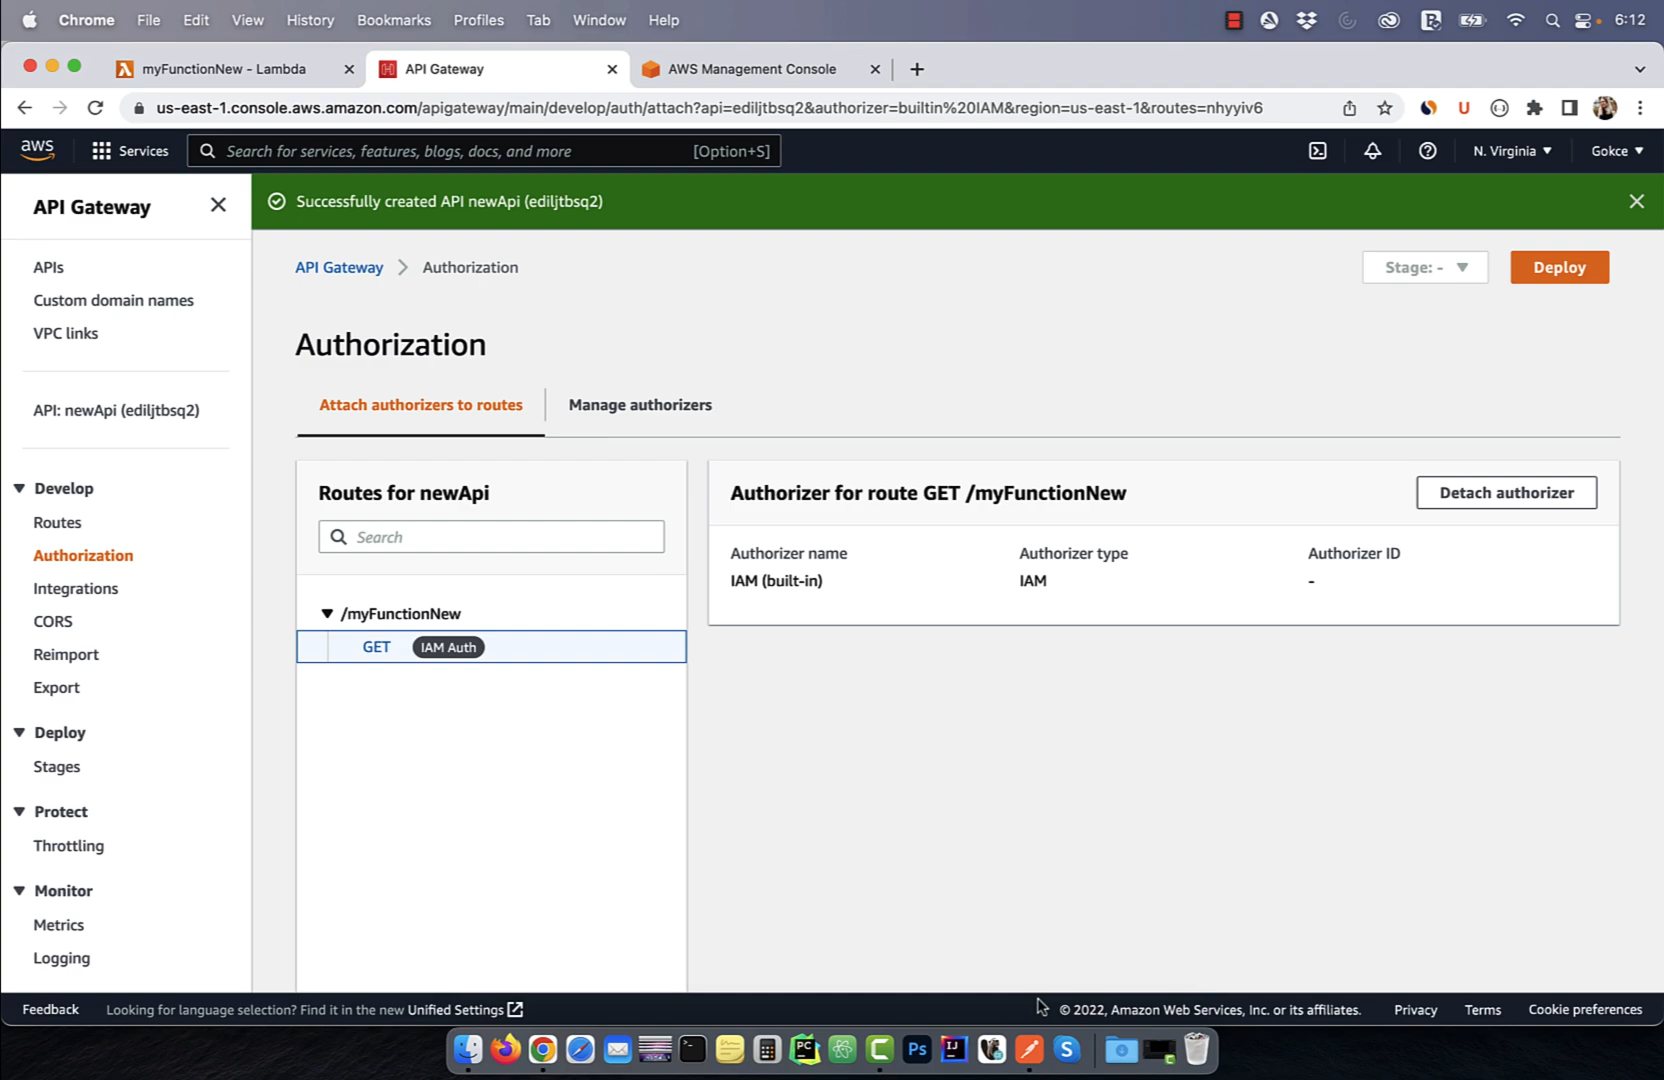 Chrome File Edit View History Bookmarks Profiles Tab Window Help 6:12
myFunctionNew - Lambda API Gateway AWS Management Console
us-east-1.console.aws.amazon.com/apigateway/main/develop/auth/attach?api=ediljtbsq2&authorizer=builtin%20IAM&region=us-east-1&routes=nhyyiv6
aws Services Search for services, features, blogs, docs, and more [Option+S] N. Virginia Gokce
API Gateway
Successfully created API newApi (ediljtbsq2)
APIs
Custom domain names
VPC links
API: newApi (ediljtbsq2)
Develop
Routes
Authorization
Integrations
CORS
Reimport
Export
Deploy
Stages
Protect
Throttling
Monitor
Metrics
Logging
API Gateway Authorization
Stage: - Deploy
Authorization
Attach authorizers to routes Manage authorizers
Routes for newApi
Search
/myFunctionNew
GET IAM Auth
Authorizer for route GET /myFunctionNew Detach authorizer
Authorizer name Authorizer type Authorizer ID
IAM (built-in) IAM -
Feedback Looking for language selection? Find it in the new Unified Settings © 2022, Amazon Web Services, Inc. or its affiliates. Privacy Terms Cookie preferences
PC Ps IJ